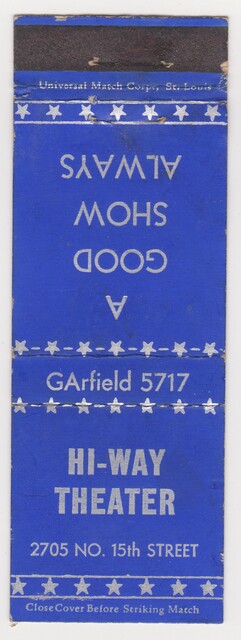 Universal Match Corp., St. Louis
A
GOOD
SHOW
ALWAYS
GArfield 5717
HI-WAY
THEATER
2705 NO. 15th STREET
Close Cover Before Striking Match